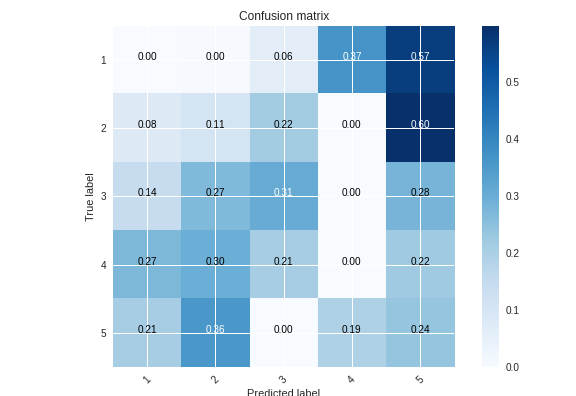 Confusion matrix
1 0.00 0.00 0.06 0.37 0.57
2 0.08 0.11 0.22 0.00 0.60
3 0.14 0.27 0.31 0.00 0.28
4 0.27 0.30 0.21 0.00 0.22
5 0.21 0.36 0.00 0.19 0.24
True label
1 2 3 4 5
Predicted label
0.5
0.4
0.3
0.2
0.1
0.0